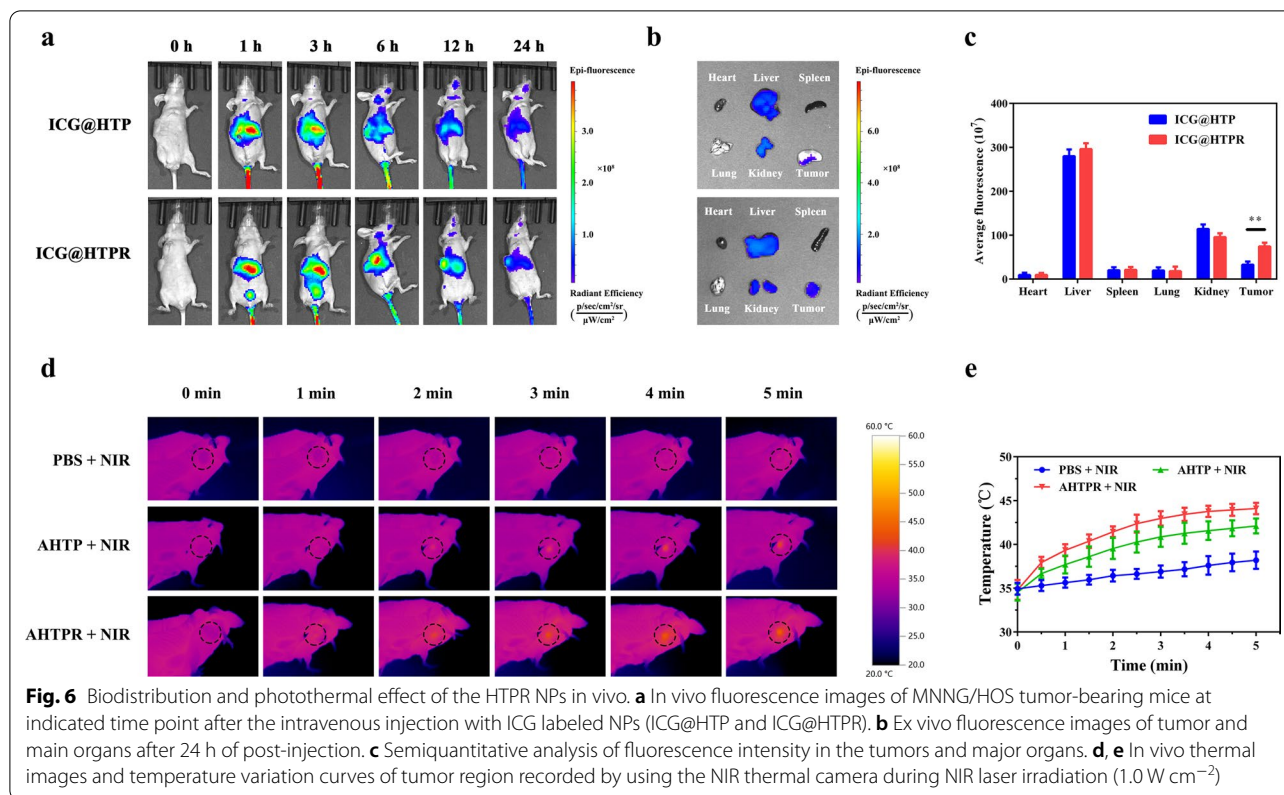 a
0 h 1 h 3 h 6 h 12 h 24 h
ICG@HTP
ICG@HTPR
Epi-fluorescence
3.0
×10⁸
2.0
1.0
Radiant Efficiency
(p/sec/cm²/sr / µW/cm²)
b
Heart Liver Spleen
Lung Kidney Tumor
Heart Liver Spleen
Lung Kidney Tumor
Epi-fluorescence
6.0
×10⁸
4.0
2.0
Radiant Efficiency
(p/sec/cm²/sr / µW/cm²)
c
Average fluorescence (10⁷)
400
300
200
100
0
ICG@HTP
ICG@HTPR
**
Heart Liver Spleen Lung Kidney Tumor
d
0 min 1 min 2 min 3 min 4 min 5 min
PBS + NIR
AHTP + NIR
AHTPR + NIR
60.0 °C
60.0
55.0
50.0
45.0
40.0
35.0
30.0
25.0
20.0
20.0 °C
e
Temperature (℃)
50
45
40
35
30
PBS + NIR AHTP + NIR
AHTPR + NIR
0 1 2 3 4 5
Time (min)
Fig. 6 Biodistribution and photothermal effect of the HTPR NPs in vivo. a In vivo fluorescence images of MNNG/HOS tumor-bearing mice at
indicated time point after the intravenous injection with ICG labeled NPs (ICG@HTP and ICG@HTPR). b Ex vivo fluorescence images of tumor and
main organs after 24 h of post-injection. c Semiquantitative analysis of fluorescence intensity in the tumors and major organs. d, e In vivo thermal
images and temperature variation curves of tumor region recorded by using the NIR thermal camera during NIR laser irradiation (1.0 W cm⁻²)